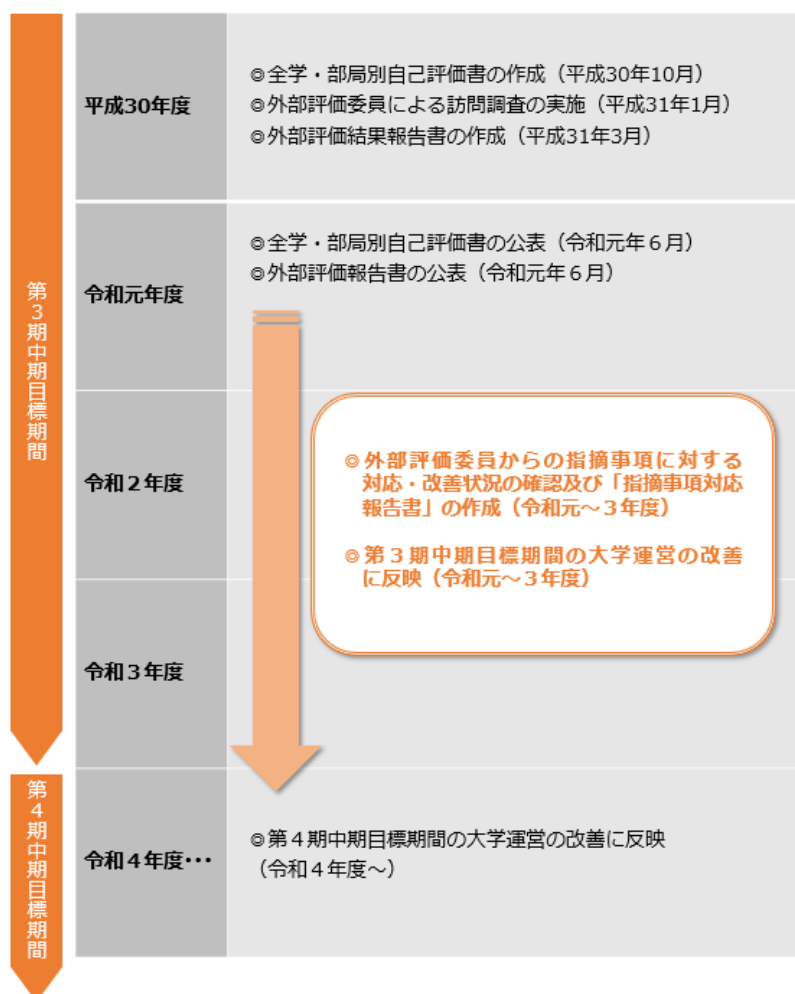 第３期中期目標期間
平成30年度
◎全学・部局別自己評価書の作成（平成30年10月）
◎外部評価委員による訪問調査の実施（平成31年1月）
◎外部評価結果報告書の作成（平成31年3月）
令和元年度
◎全学・部局別自己評価書の公表（令和元年６月）
◎外部評価報告書の公表（令和元年６月）
令和２年度
◎外部評価委員からの指摘事項に対する
対応・改善状況の確認及び「指摘事項対応
報告書」の作成（令和元～３年度）
◎第３期中期目標期間の大学運営の改善
に反映（令和元～３年度）
令和３年度
第４期中期目標期間
令和４年度･･･
◎第４期中期目標期間の大学運営の改善に反映
（令和４年度～）